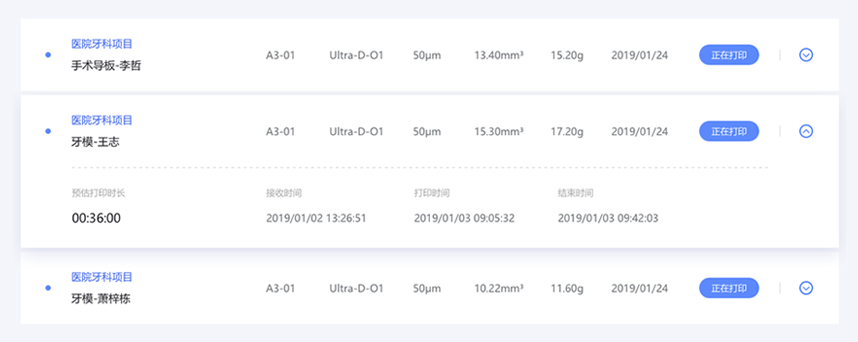 医院牙科项目
手术导板-李哲
A3-01 Ultra-D-O1 50μm 13.40mm³ 15.20g 2019/01/24 正在打印
医院牙科项目
牙模-王志
A3-01 Ultra-D-O1 50μm 15.30mm³ 17.20g 2019/01/24 正在打印
预估打印时长 接收时间 打印时间 结束时间
00:36:00 2019/01/02 13:26:51 2019/01/03 09:05:32 2019/01/03 09:42:03
医院牙科项目
牙模-萧梓栋
A3-01 Ultra-D-O1 50μm 10.22mm³ 11.60g 2019/01/24 正在打印